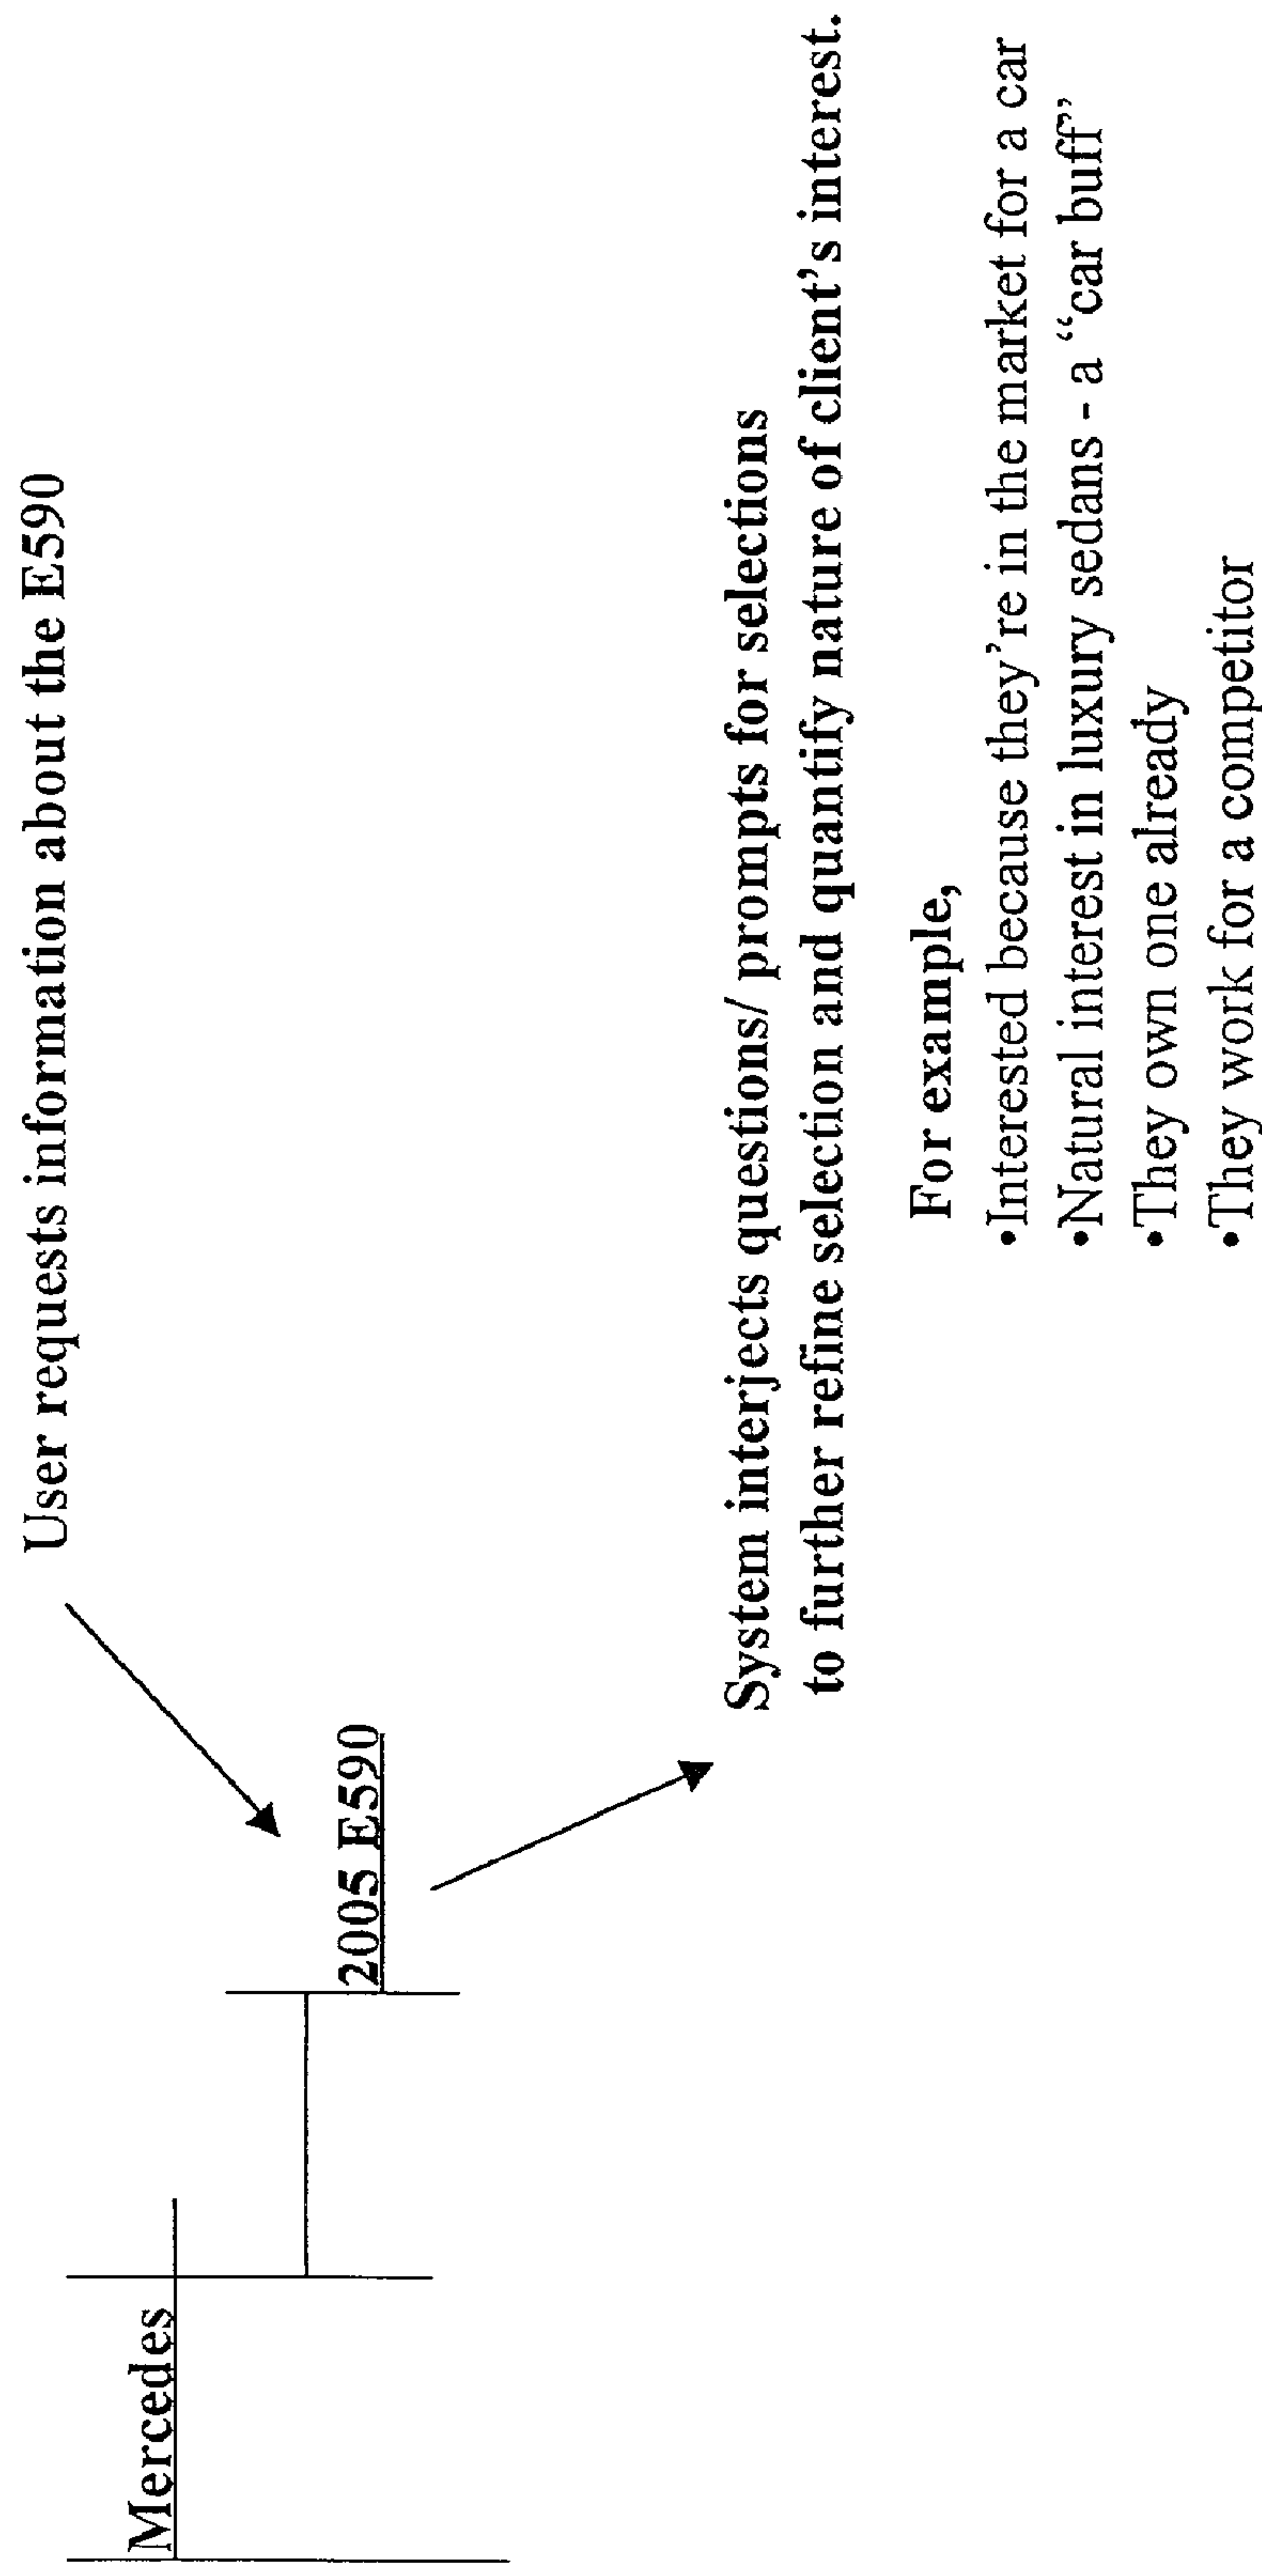 User requests information about the E590
Mercedes
2005 E590
System interjects questions/ prompts for selections
to further refine selection and quantify nature of client's interest.
For example,
•Interested because they're in the market for a car
•Natural interest in luxury sedans - a “car buff”
•They own one already
•They work for a competitor